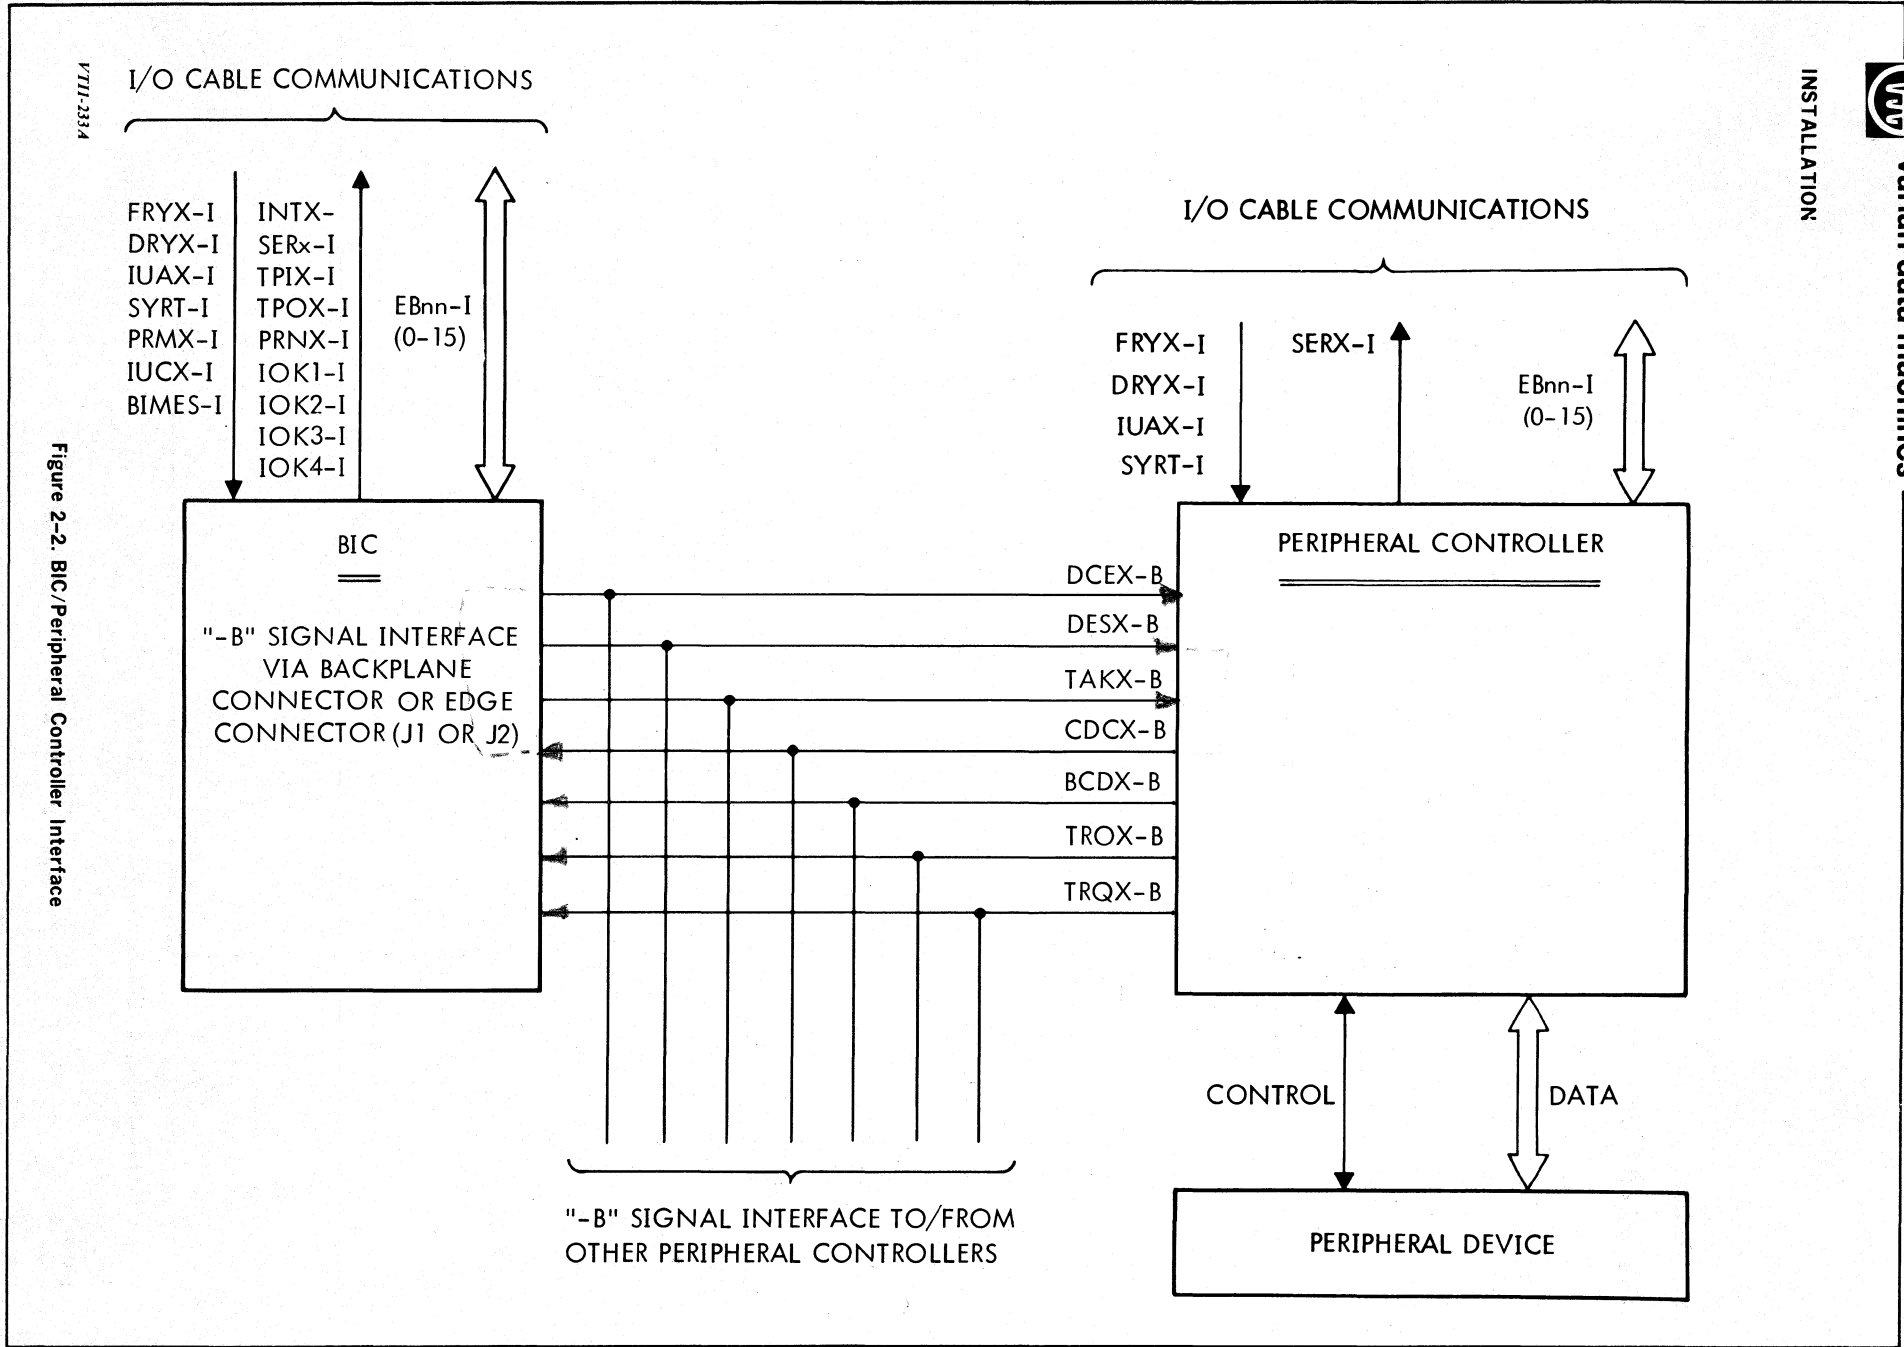 varian data machines
INSTALLATION
VTII-233A
I/O CABLE COMMUNICATIONS
FRYX-I
DRYX-I
IUAX-I
SYRT-I
PRMX-I
IUCX-I
BIMES-I
INTX-
SERx-I
TPIX-I
TPOX-I
PRNX-I
IOK1-I
IOK2-I
IOK3-I
IOK4-I
EBnn-I
(0-15)
I/O CABLE COMMUNICATIONS
FRYX-I
DRYX-I
IUAX-I
SYRT-I
SERX-I
EBnn-I
(0-15)
BIC
"-B" SIGNAL INTERFACE
VIA BACKPLANE
CONNECTOR OR EDGE
CONNECTOR (J1 OR J2)
DCEX-B
DESX-B
TAKX-B
CDCX-B
BCDX-B
TROX-B
TRQX-B
PERIPHERAL CONTROLLER
CONTROL
DATA
PERIPHERAL DEVICE
"-B" SIGNAL INTERFACE TO/FROM
OTHER PERIPHERAL CONTROLLERS
Figure 2-2. BIC/Peripheral Controller Interface